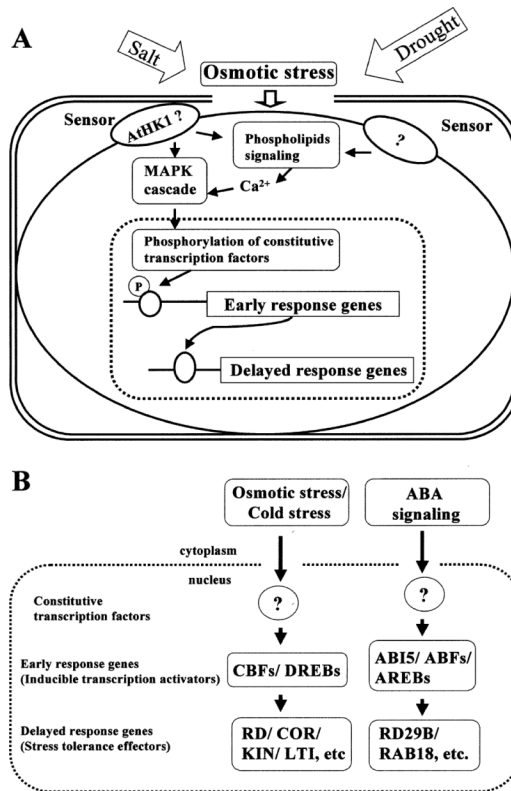 A
Salt
Drought
Osmotic stress
Sensor
AtHK1 ?
Sensor
?
Phospholipids
signaling
MAPK
cascade
Ca²⁺
Phosphorylation of constitutive
transcription factors
P
Early response genes
Delayed response genes
B
Osmotic stress/
Cold stress
ABA
signaling
cytoplasm
nucleus
Constitutive
transcription factors
?
?
Early response genes
(Inducible transcription activators)
CBFs/ DREBs
ABI5/ ABFs/
AREBs
Delayed response genes
(Stress tolerance effectors)
RD/ COR/
KIN/ LTI, etc
RD29B/
RAB18, etc.